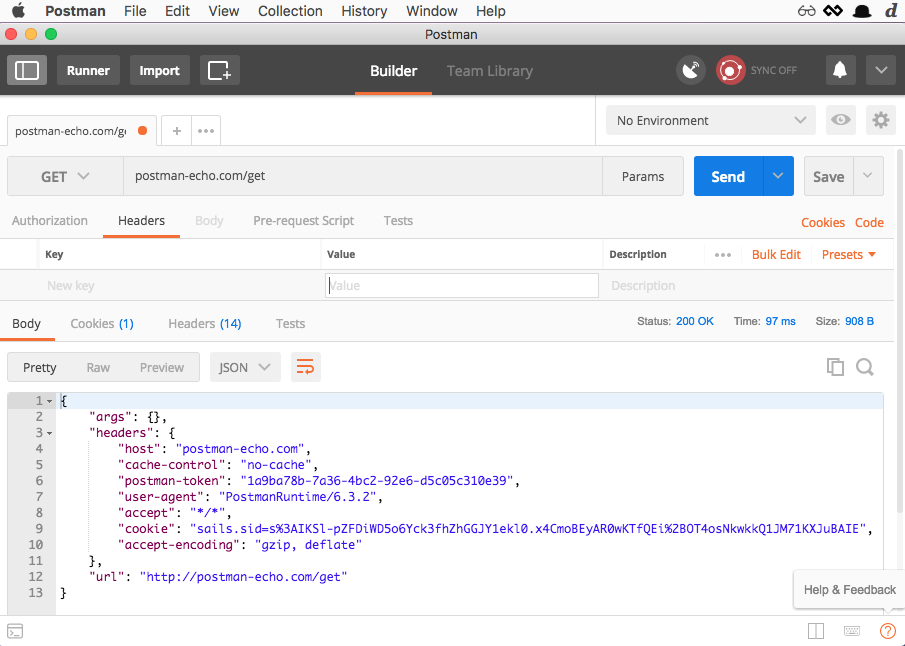 Postman File Edit View Collection History Window Help
Postman
Runner Import Builder Team Library SYNC OFF
postman-echo.com/ge + ••• No Environment
GET postman-echo.com/get Params Send Save
Authorization Headers Body Pre-request Script Tests Cookies Code
Key Value Description ••• Bulk Edit Presets
New key Value Description
Body Cookies (1) Headers (14) Tests Status: 200 OK Time: 97 ms Size: 908 B
Pretty Raw Preview JSON
1 {
2 "args": {},
3 "headers": {
4 "host": "postman-echo.com",
5 "cache-control": "no-cache",
6 "postman-token": "1a9ba78b-7a36-4bc2-92e6-d5c05c310e39",
7 "user-agent": "PostmanRuntime/6.3.2",
8 "accept": "*/*",
9 "cookie": "sails.sid=s%3AIKSl-pZFDiWD5o6Yck3fhZhGGJY1ekl0.x4CmoBEyAR0wKTfQEi%2BOT4osNkwkkQ1JM71KXJuBAIE",
10 "accept-encoding": "gzip, deflate"
11 },
12 "url": "http://postman-echo.com/get"
13 }
Help & Feedback